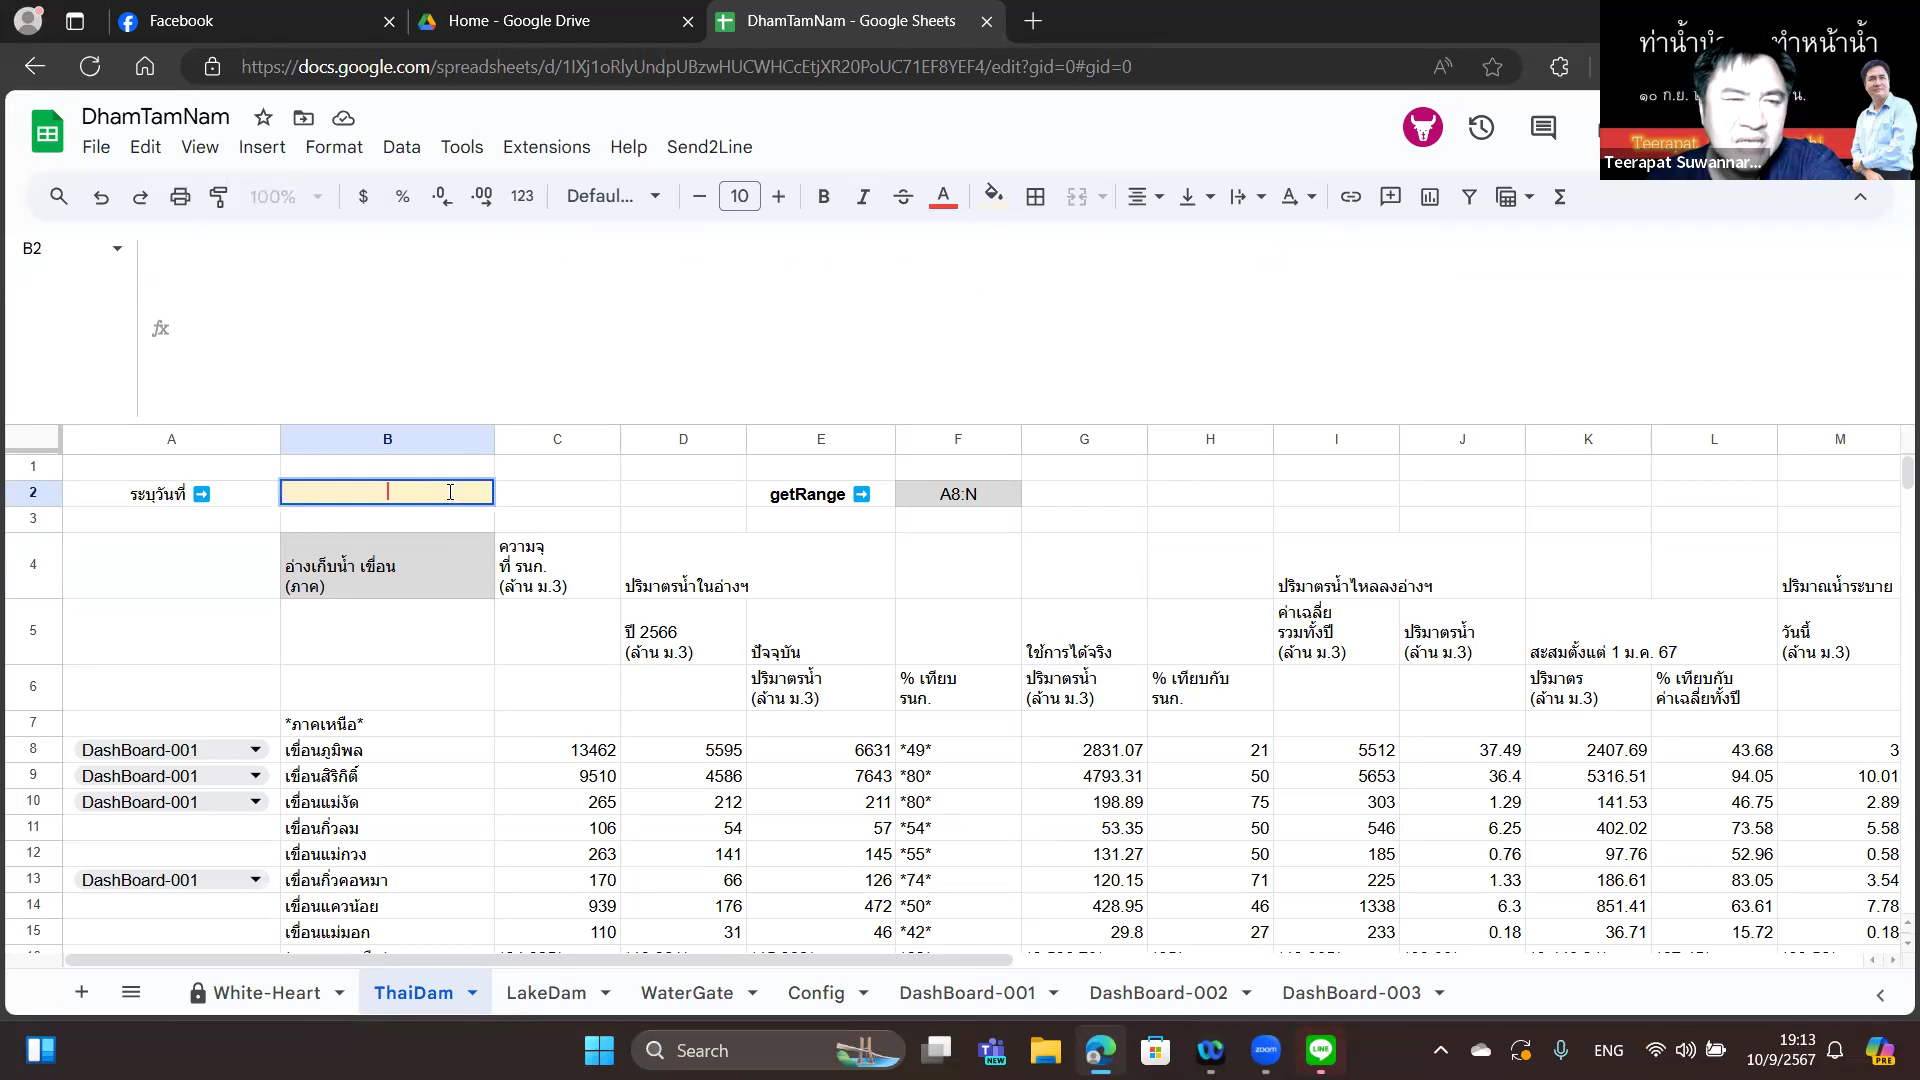 Facebook
Home - Google Drive
DhamTamNam - Google Sheets
https://docs.google.com/spreadsheets/d/1IXj1oRlyUndpUBzwHUCWHCcEtjXR20PoUC71EF8YEF4/edit?gid=0#gid=0
Teerapat
Teerapat Suwannar...
DhamTamNam
File Edit View Insert Format Data Tools Extensions Help Send2Line
100% $ % .0 .00 123 Defaul... 10 B I A
B2
fx
A B C D E F G H I J K L M
1
2 ระบุวันที่ getRange A8:N
3
4 อ่างเก็บน้ำ เขื่อน (ภาค) ความจุ ที่ รนก. (ล้าน ม.3) ปริมาตรน้ำในอ่างฯ ปริมาตรน้ำไหลลงอ่างฯ ปริมาณน้ำระบาย
5 ปี 2566 (ล้าน ม.3) ปัจจุบัน ใช้การได้จริง ค่าเฉลี่ย รวมทั้งปี (ล้าน ม.3) ปริมาตรน้ำ (ล้าน ม.3) สะสมตั้งแต่ 1 ม.ค. 67 วันนี้ (ล้าน ม.3)
6 ปริมาตรน้ำ (ล้าน ม.3) % เทียบ รนก. ปริมาตรน้ำ (ล้าน ม.3) % เทียบกับ รนก. ปริมาตร (ล้าน ม.3) % เทียบกับ ค่าเฉลี่ยทั้งปี
7 *ภาคเหนือ*
8 DashBoard-001 เขื่อนภูมิพล 13462 5595 6631 *49* 2831.07 21 5512 37.49 2407.69 43.68 3
9 DashBoard-001 เขื่อนสิริกิติ์ 9510 4586 7643 *80* 4793.31 50 5653 36.4 5316.51 94.05 10.01
10 DashBoard-001 เขื่อนแม่งัด 265 212 211 *80* 198.89 75 303 1.29 141.53 46.75 2.89
11 เขื่อนกิ่วลม 106 54 57 *54* 53.35 50 546 6.25 402.02 73.58 5.58
12 เขื่อนแม่กวง 263 141 145 *55* 131.27 50 185 0.76 97.76 52.96 0.58
13 DashBoard-001 เขื่อนกิ่วคอหมา 170 66 126 *74* 120.15 71 225 1.33 186.61 83.05 3.54
14 เขื่อนแควน้อย 939 176 472 *50* 428.95 46 1338 6.3 851.41 63.61 7.78
15 เขื่อนแม่มอก 110 31 46 *42* 29.8 27 233 0.18 36.71 15.72 0.18
White-Heart ThaiDam LakeDam WaterGate Config DashBoard-001 DashBoard-002 DashBoard-003
Search
ENG
19:13
10/9/2567